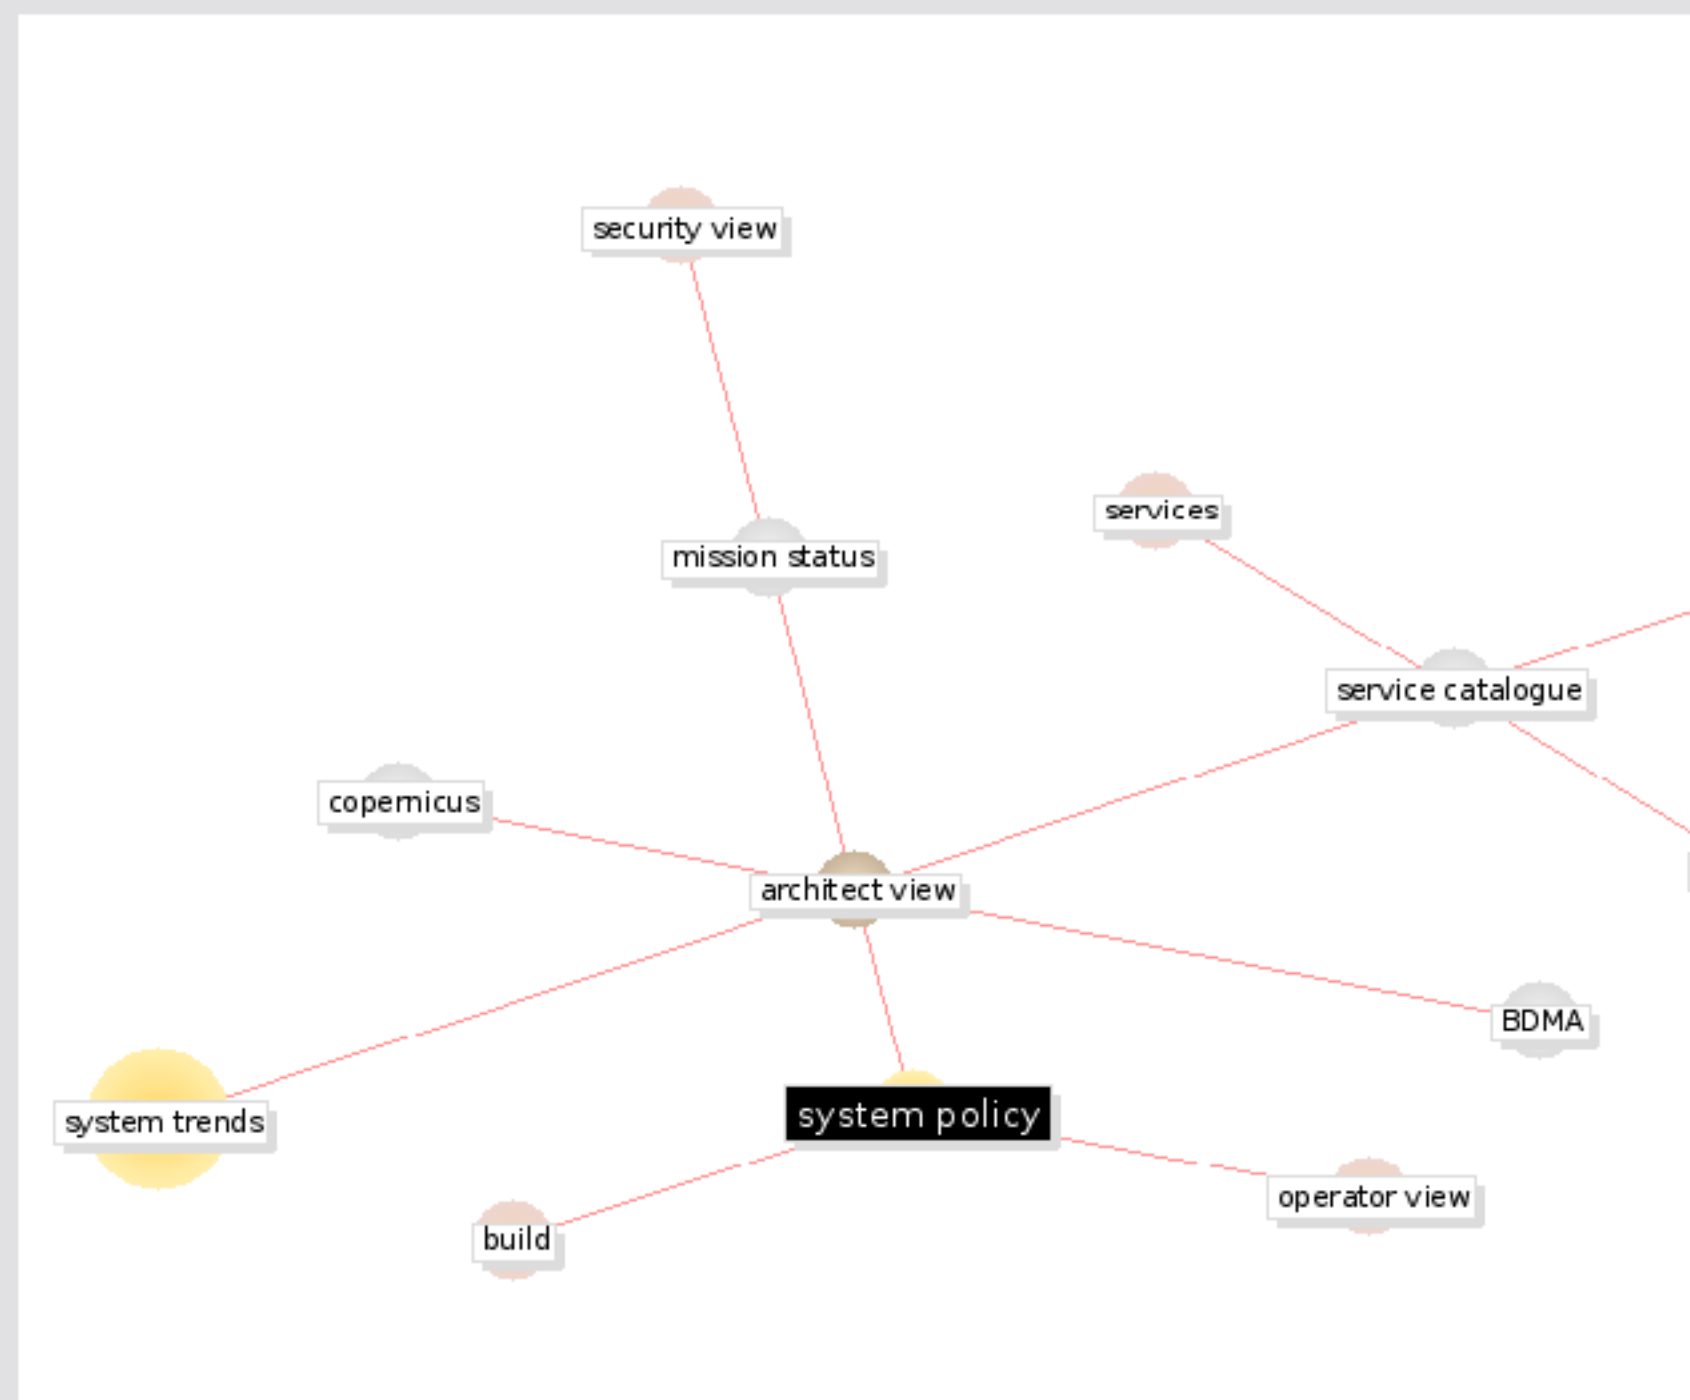 security view
services
mission status
service catalogue
copernicus
architect view
BDMA
system trends
system policy
operator view
build